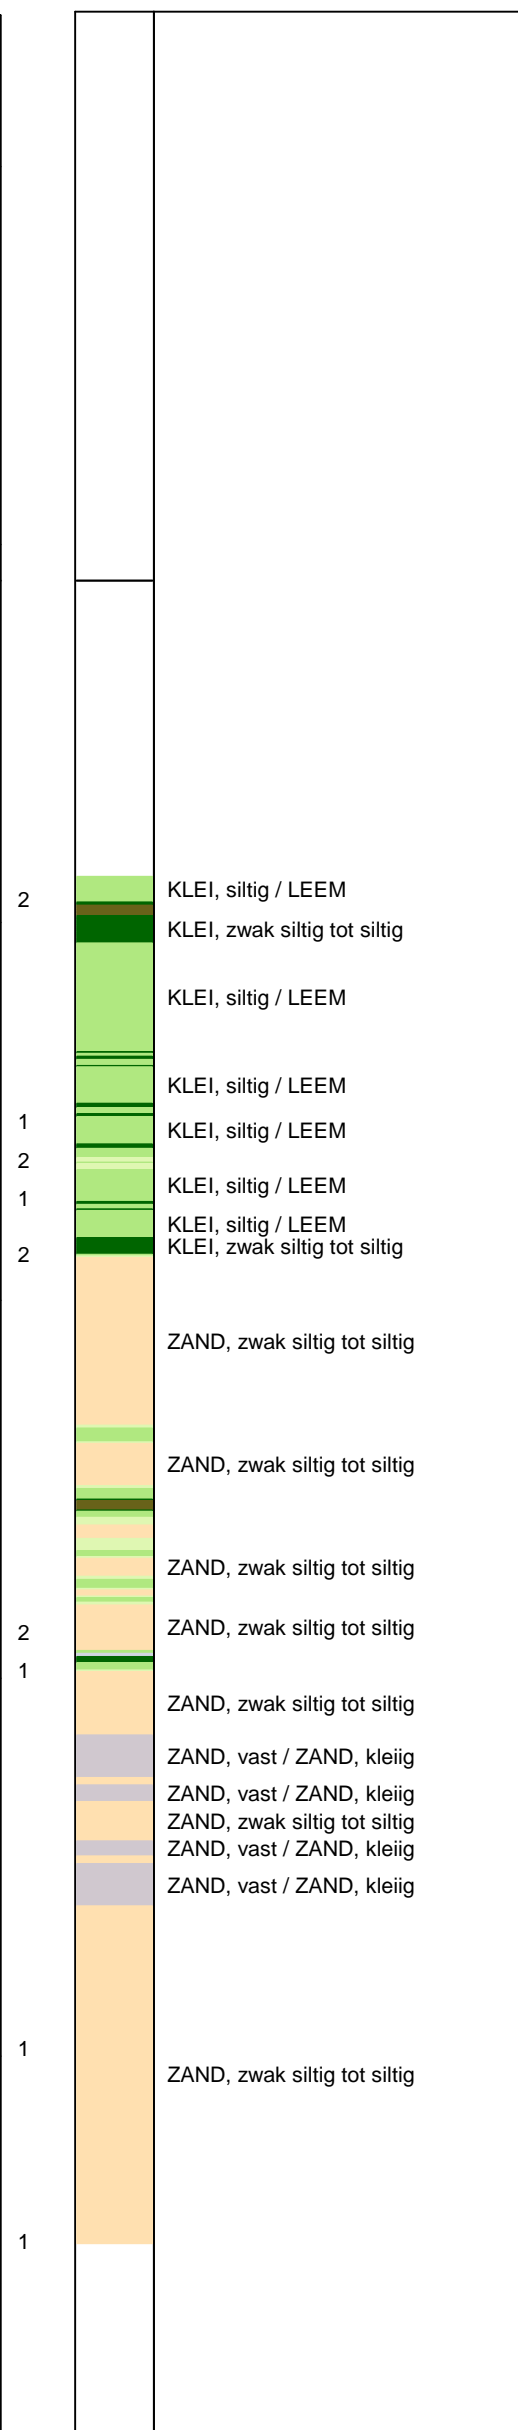 KLEI, siltig / LEEM
2
KLEI, zwak siltig tot siltig
KLEI, siltig / LEEM
KLEI, siltig / LEEM
1
KLEI, siltig / LEEM
2
KLEI, siltig / LEEM
1
KLEI, siltig / LEEM
KLEI, zwak siltig tot siltig
2
ZAND, zwak siltig tot siltig
ZAND, zwak siltig tot siltig
ZAND, zwak siltig tot siltig
ZAND, zwak siltig tot siltig
2
1
ZAND, zwak siltig tot siltig
ZAND, vast / ZAND, kleiig
ZAND, vast / ZAND, kleiig
ZAND, zwak siltig tot siltig
ZAND, vast / ZAND, kleiig
ZAND, vast / ZAND, kleiig
1
ZAND, zwak siltig tot siltig
1